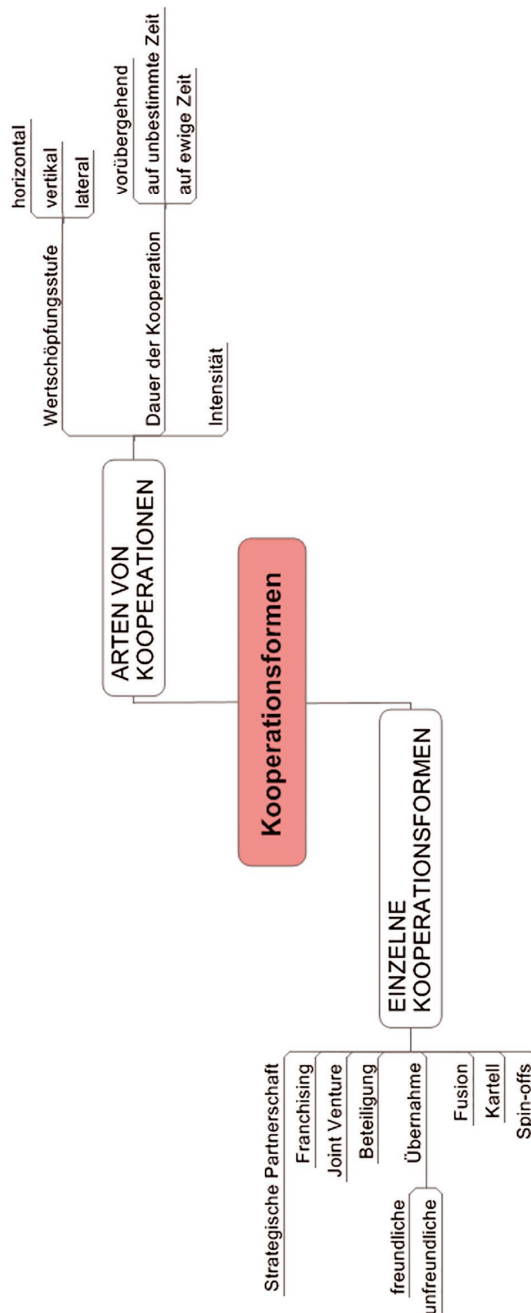 Kooperationsformen
ARTEN VON
KOOPERATIONEN
Wertschöpfungsstufe
horizontal
vertikal
lateral
Dauer der Kooperation
vorübergehend
auf unbestimmte Zeit
auf ewige Zeit
Intensität
EINZELNE
KOOPERATIONSFORMEN
Strategische Partnerschaft
Franchising
Joint Venture
Beteiligung
Übernahme
freundliche
unfreundliche
Fusion
Kartell
Spin-offs